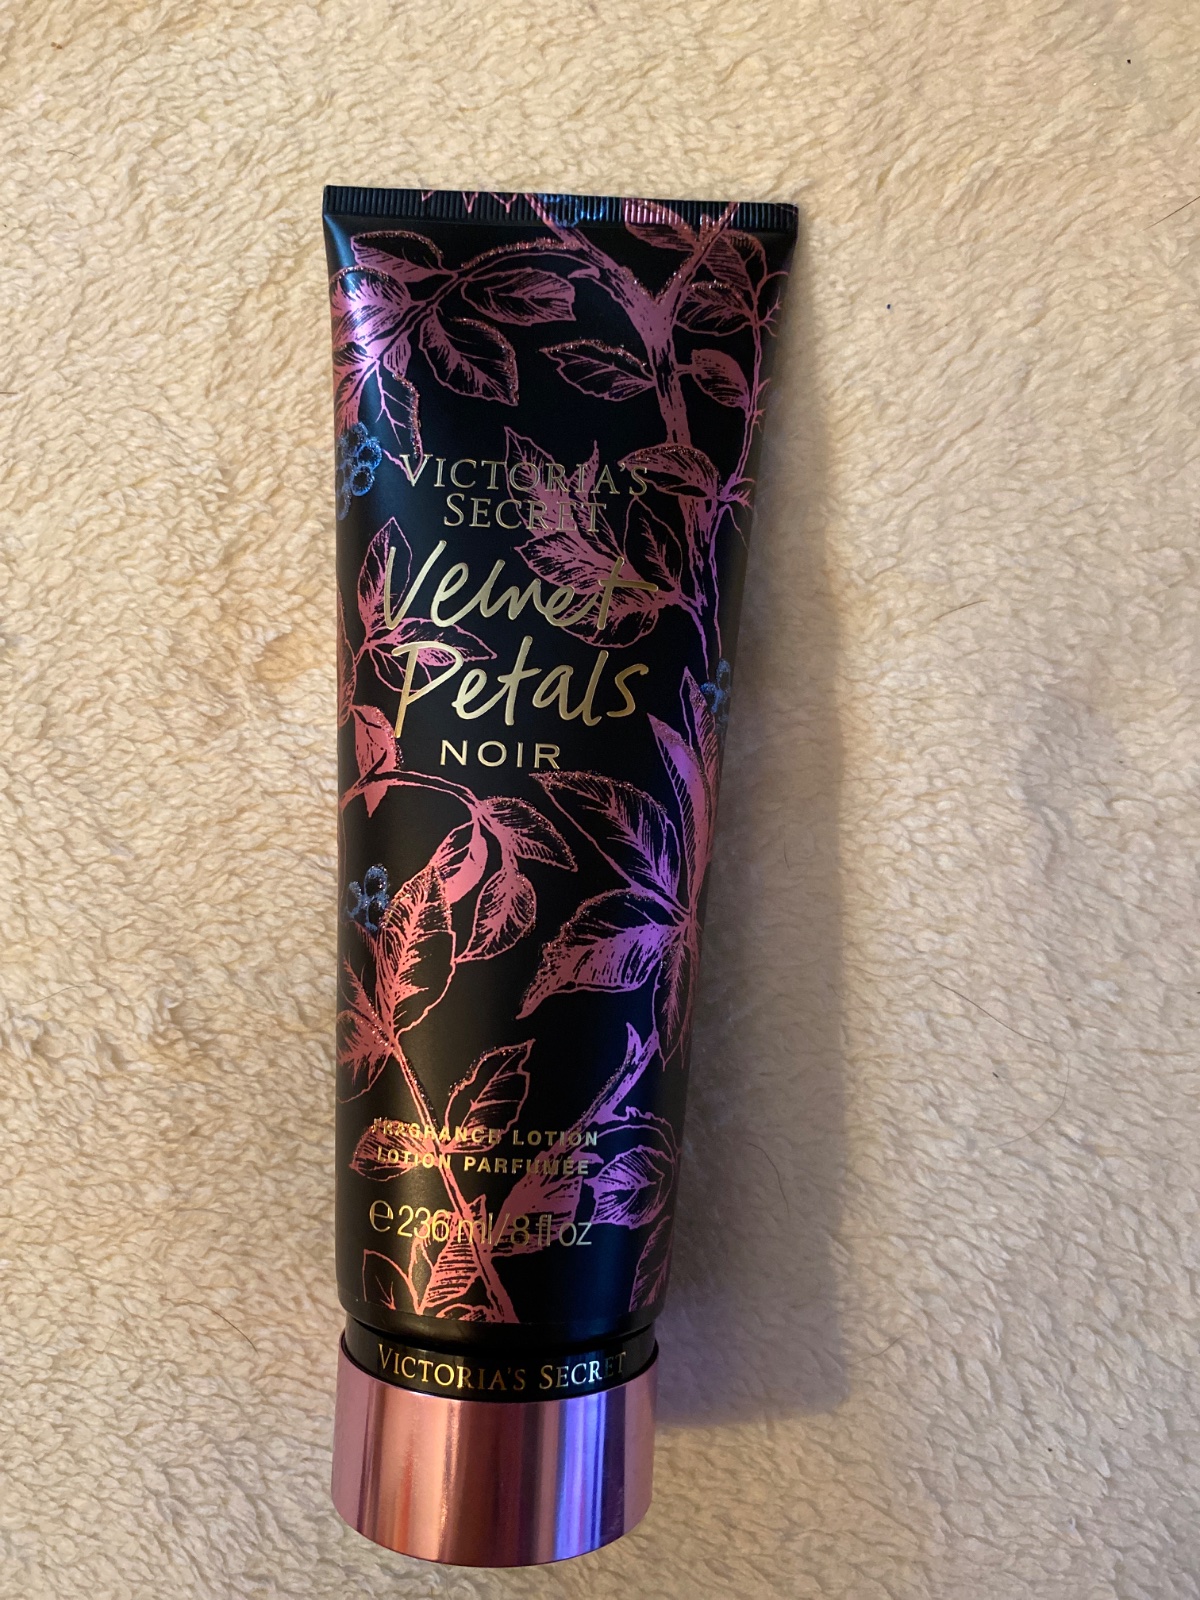 VICTORIA'S
SECRET
Velvet
Petals
NOIR
FRAGRANCE LOTION
LOTION PARFUMÉE
℮ 236 ml/8 fl oz
VICTORIA'S SECRET